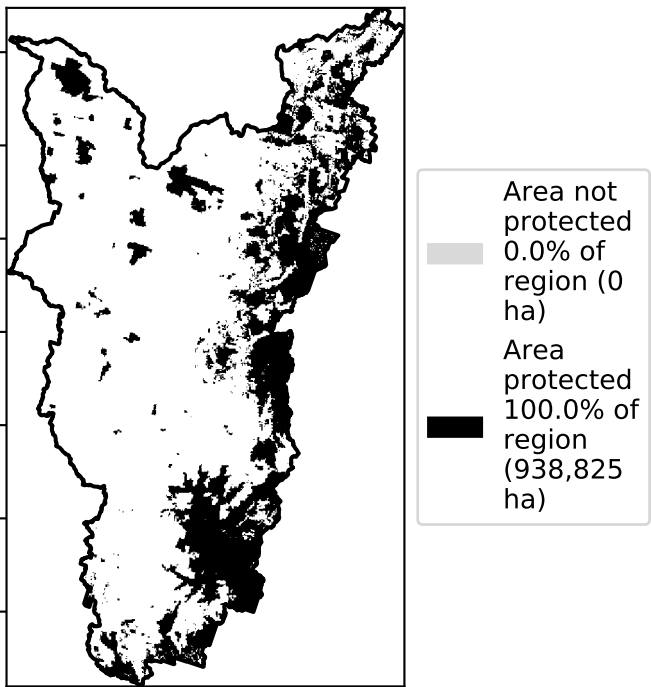 Area not
protected
0.0% of
region (0
ha)
Area
protected
100.0% of
region
(938,825
ha)